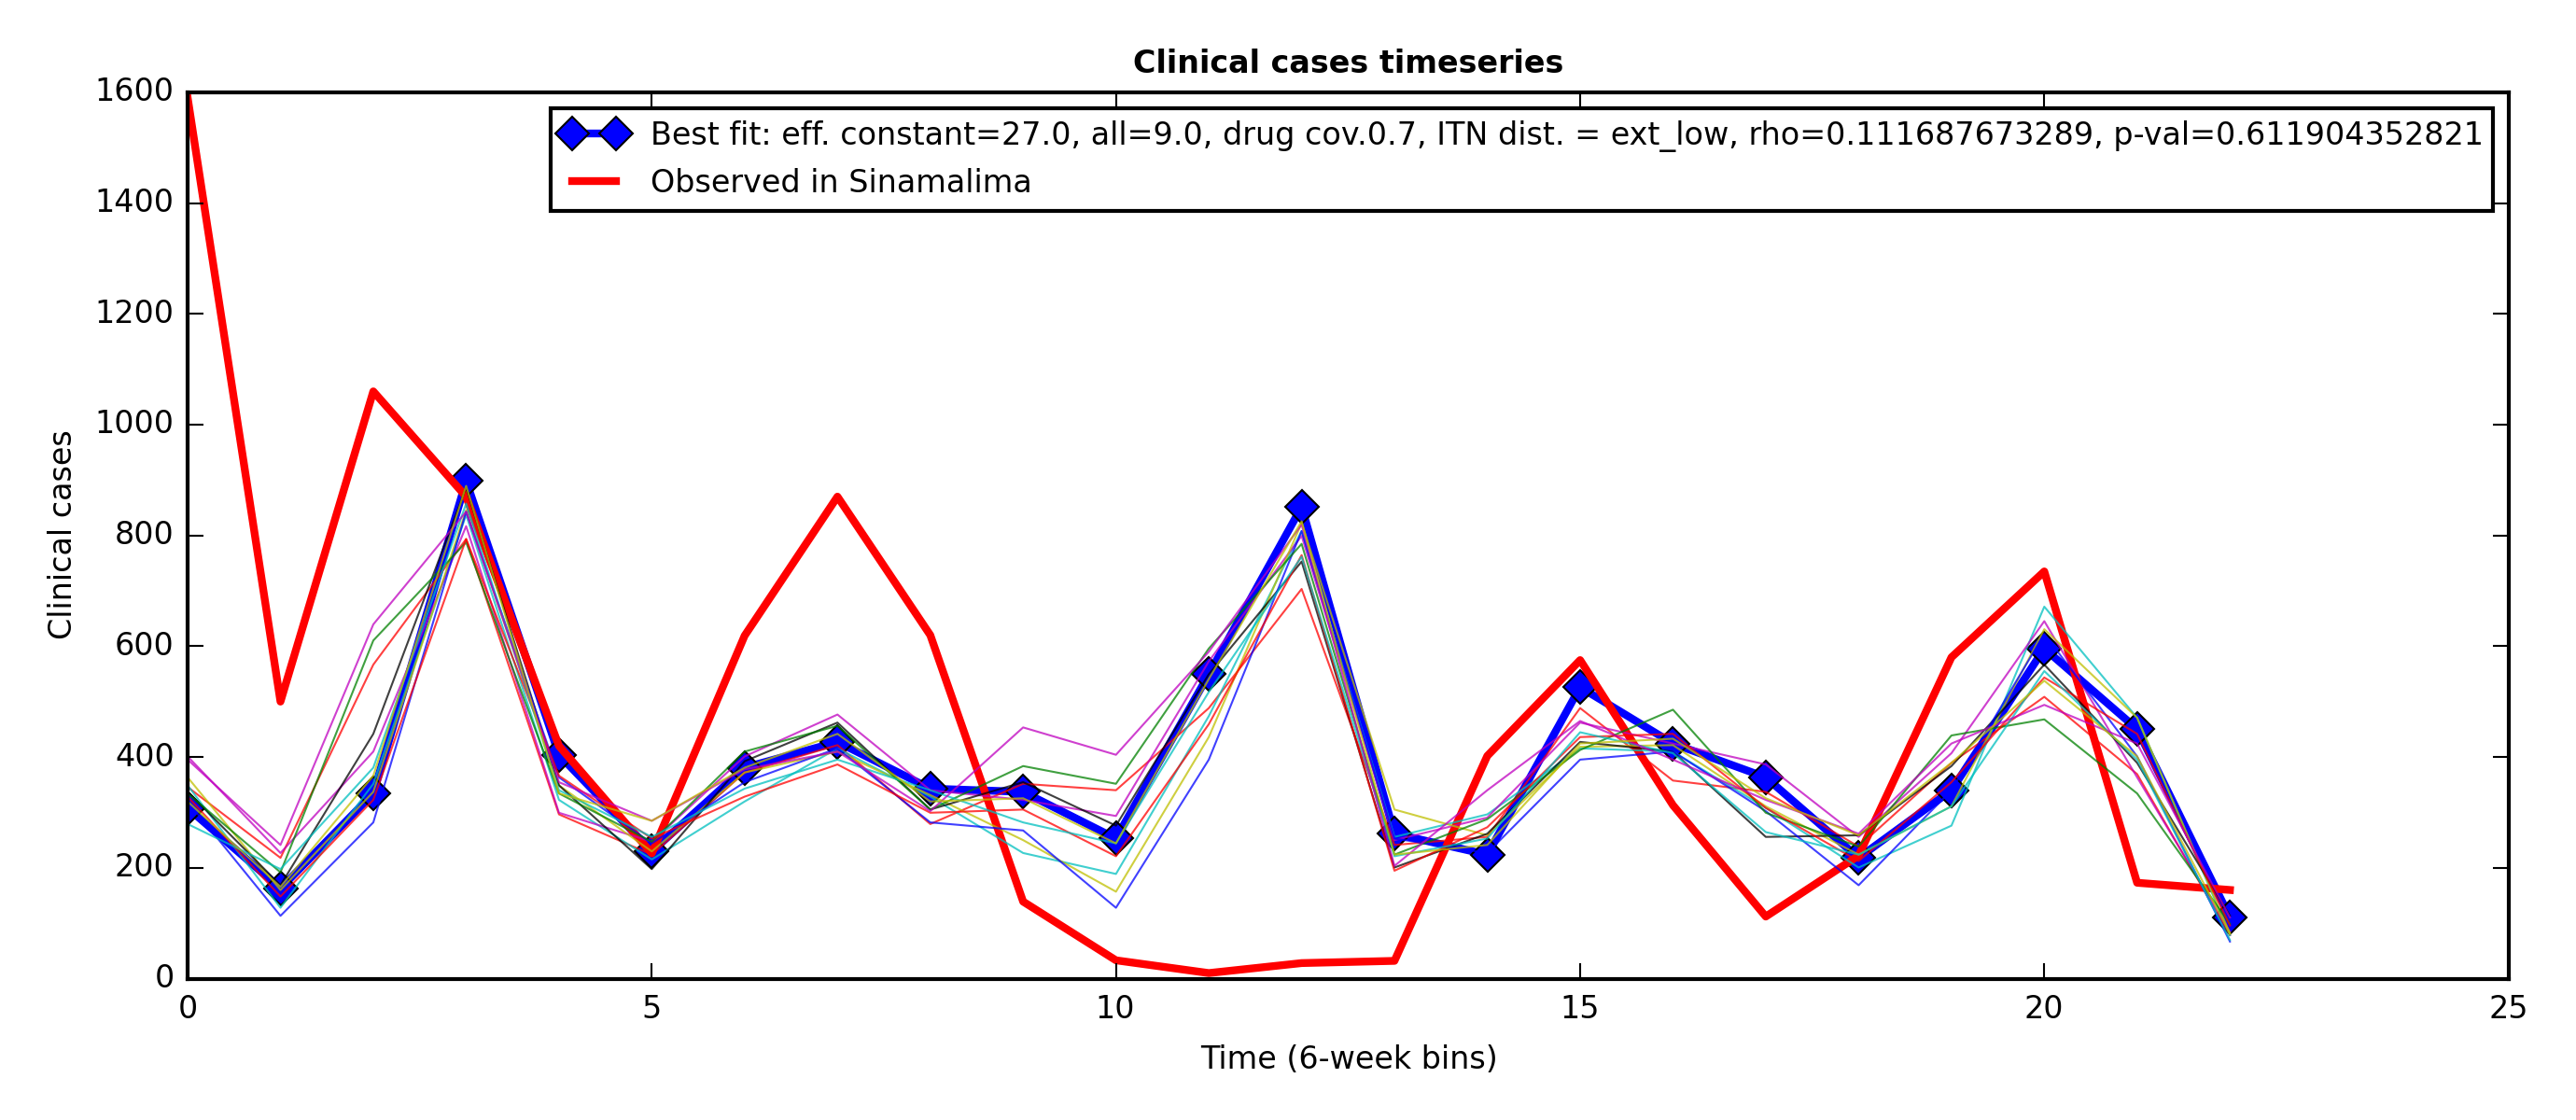 Clinical cases timeseries
1600
1400
1200
1000
800
600
400
200
0
Clinical cases
Best fit: eff. constant=27.0, all=9.0, drug cov.0.7, ITN dist. = ext_low, rho=0.111687673289, p-val=0.611904352821
Observed in Sinamalima
0 5 10 15 20 25
Time (6-week bins)